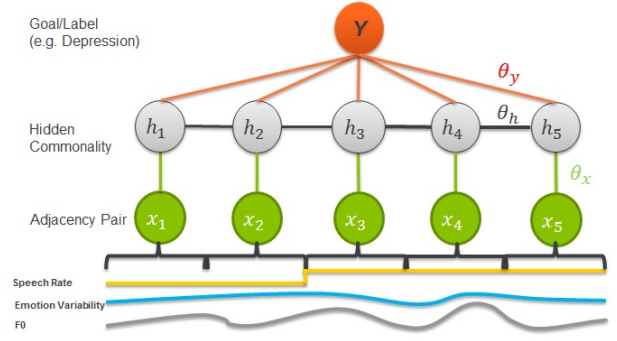 Goal/Label
(e.g. Depression)
Y
θy
Hidden
Commonality
h1
h2
h3
h4
θh
h5
θx
Adjacency Pair
x1
x2
x3
x4
x5
Speech Rate
Emotion Variability
F0